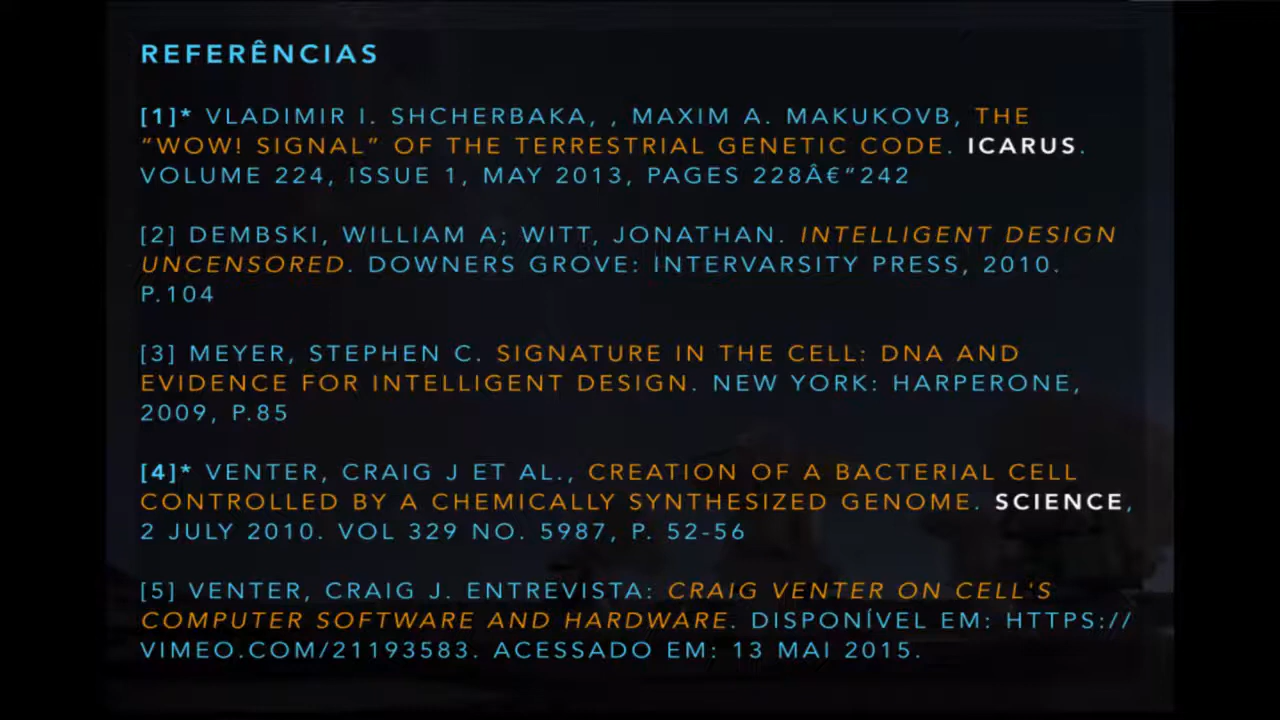 REFERÊNCIAS
[1]* VLADIMIR I. SHCHERBAKA, , MAXIM A. MAKUKOVB, THE
“WOW! SIGNAL” OF THE TERRESTRIAL GENETIC CODE. ICARUS.
VOLUME 224, ISSUE 1, MAY 2013, PAGES 228Â€“242
[2] DEMBSKI, WILLIAM A; WITT, JONATHAN. INTELLIGENT DESIGN
UNCENSORED. DOWNERS GROVE: INTERVARSITY PRESS, 2010.
P.104
[3] MEYER, STEPHEN C. SIGNATURE IN THE CELL: DNA AND
EVIDENCE FOR INTELLIGENT DESIGN. NEW YORK: HARPERONE,
2009, P.85
[4]* VENTER, CRAIG J ET AL., CREATION OF A BACTERIAL CELL
CONTROLLED BY A CHEMICALLY SYNTHESIZED GENOME. SCIENCE,
2 JULY 2010. VOL 329 NO. 5987, P. 52-56
[5] VENTER, CRAIG J. ENTREVISTA: CRAIG VENTER ON CELL'S
COMPUTER SOFTWARE AND HARDWARE. DISPONÍVEL EM: HTTPS://
VIMEO.COM/21193583. ACESSADO EM: 13 MAI 2015.